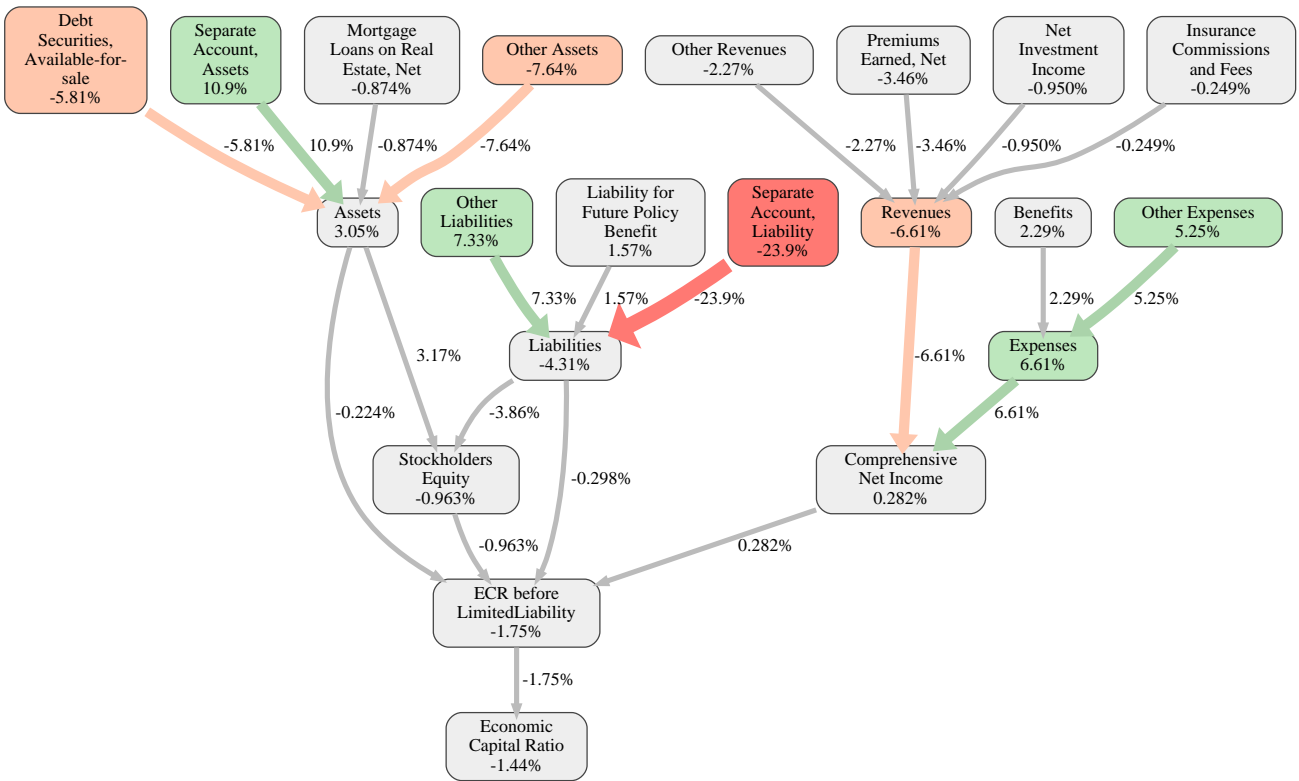 Debt
Securities,
Available-for-
sale
-5.81%
Separate
Account,
Assets
10.9%
Mortgage
Loans on Real
Estate, Net
-0.874%
Other Assets
-7.64%
Other Revenues
-2.27%
Premiums
Earned, Net
-3.46%
Net
Investment
Income
-0.950%
Insurance
Commissions
and Fees
-0.249%
-5.81%
10.9%
-0.874%
-7.64%
-2.27%
-3.46%
-0.950%
-0.249%
Assets
3.05%
Other
Liabilities
7.33%
Liability for
Future Policy
Benefit
1.57%
Separate
Account,
Liability
-23.9%
Revenues
-6.61%
Benefits
2.29%
Other Expenses
5.25%
7.33%
1.57%
-23.9%
2.29%
5.25%
Liabilities
-4.31%
Expenses
6.61%
3.17%
-6.61%
-0.224%
-3.86%
6.61%
Stockholders
Equity
-0.963%
-0.298%
Comprehensive
Net Income
0.282%
-0.963%
0.282%
ECR before
LimitedLiability
-1.75%
-1.75%
Economic
Capital Ratio
-1.44%